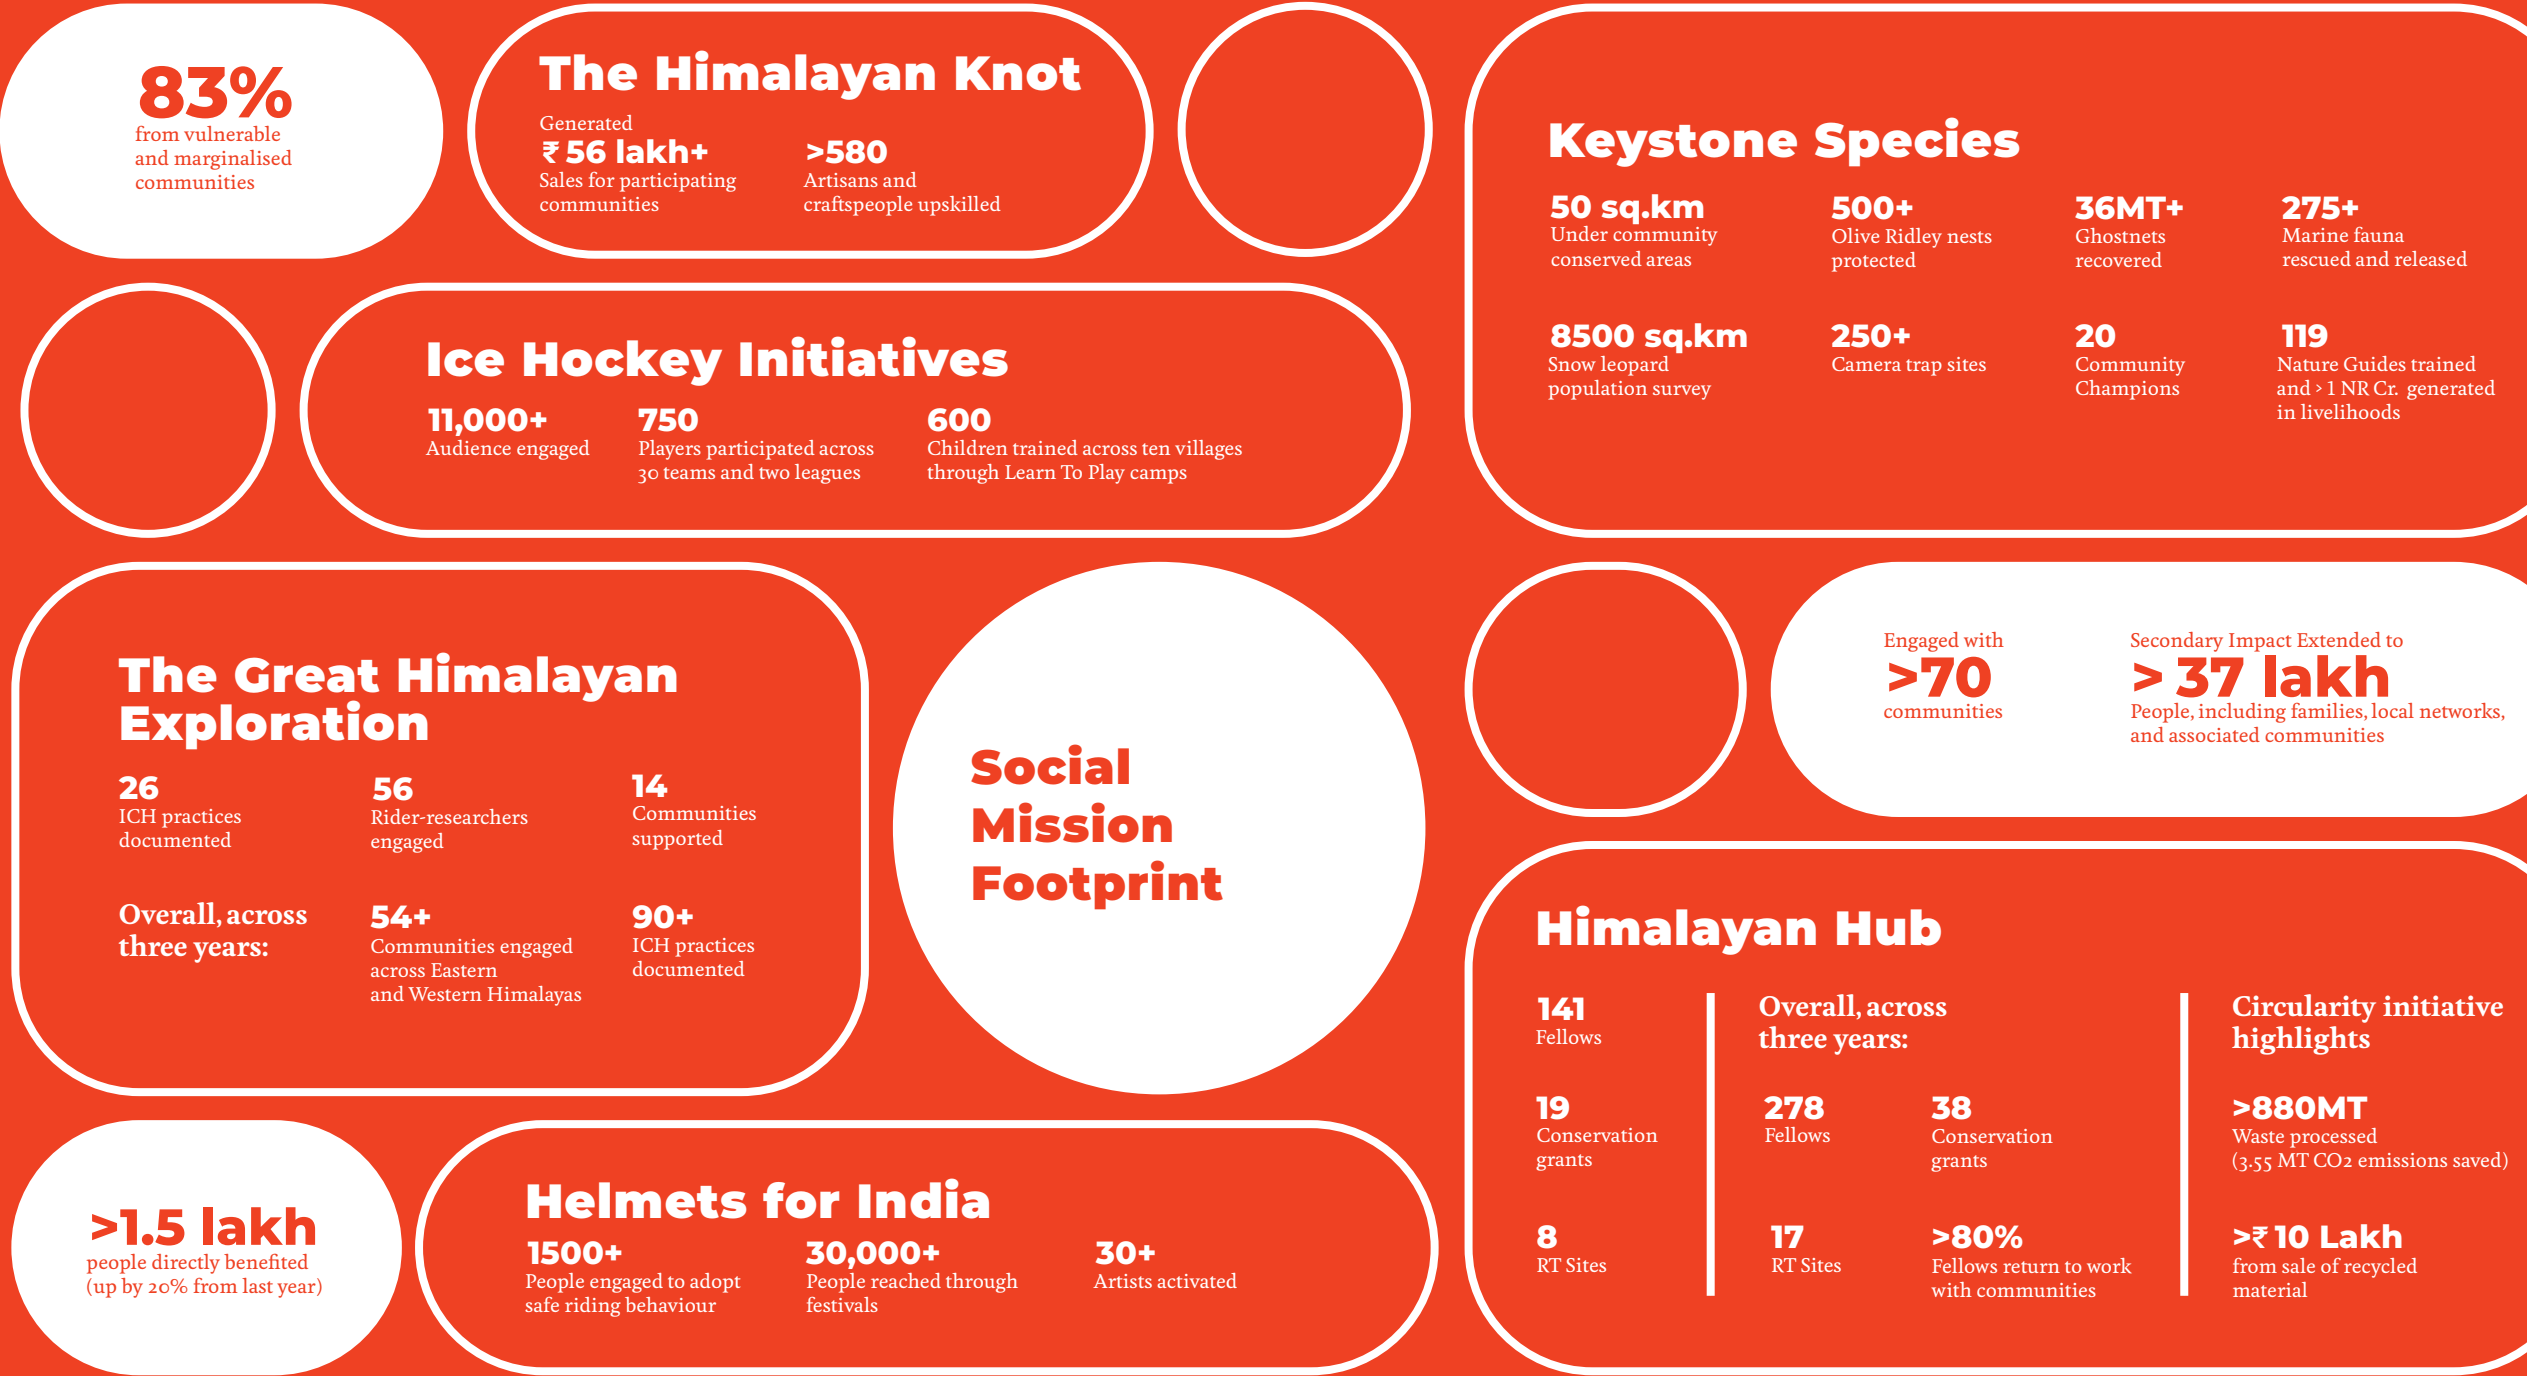 83%
from vulnerable
and marginalised
communities
The Himalayan Knot
Generated
₹ 56 lakh+
Sales for participating
communities
>580
Artisans and
craftspeople upskilled
Ice Hockey Initiatives
11,000+
Audience engaged
750
Players participated across
30 teams and two leagues
600
Children trained across ten villages
through Learn To Play camps
The Great Himalayan
Exploration
26
ICH practices
documented
56
Rider-researchers
engaged
14
Communities
supported
Overall, across
three years:
54+
Communities engaged
across Eastern
and Western Himalayas
90+
ICH practices
documented
Social
Mission
Footprint
>1.5 lakh
people directly benefited
(up by 20% from last year)
Helmets for India
1500+
People engaged to adopt
safe riding behaviour
30,000+
People reached through
festivals
30+
Artists activated
Keystone Species
50 sq.km
Under community
conserved areas
500+
Olive Ridley nests
protected
36MT+
Ghostnets
recovered
275+
Marine fauna
rescued and released
8500 sq.km
Snow leopard
population survey
250+
Camera trap sites
20
Community
Champions
119
Nature Guides trained
and > 1 NR Cr. generated
in livelihoods
Engaged with
>70
communities
Secondary Impact Extended to
> 37 lakh
People, including families, local networks,
and associated communities
Himalayan Hub
141
Fellows
19
Conservation
grants
8
RT Sites
Overall, across
three years:
278
Fellows
38
Conservation
grants
17
RT Sites
>80%
Fellows return to work
with communities
Circularity initiative
highlights
>880MT
Waste processed
(3.55 MT CO2 emissions saved)
>₹ 10 Lakh
from sale of recycled
material